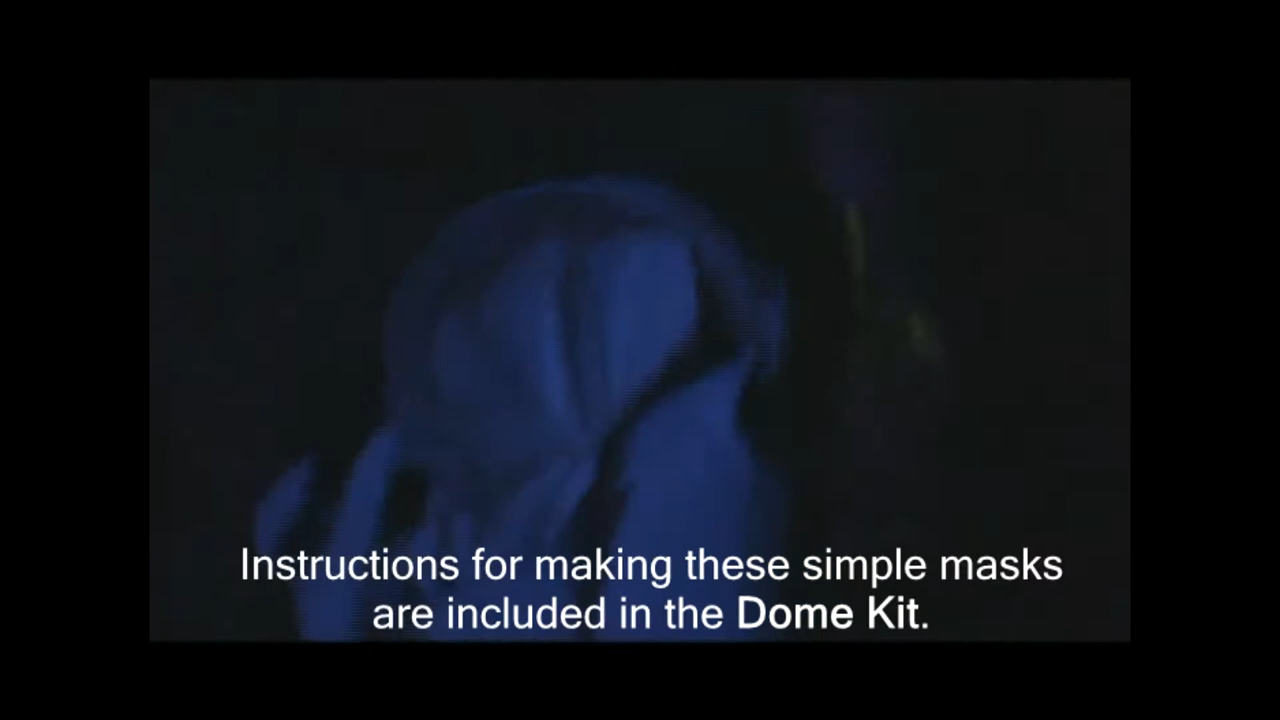 Instructions for making these simple masks
are included in the Dome Kit.